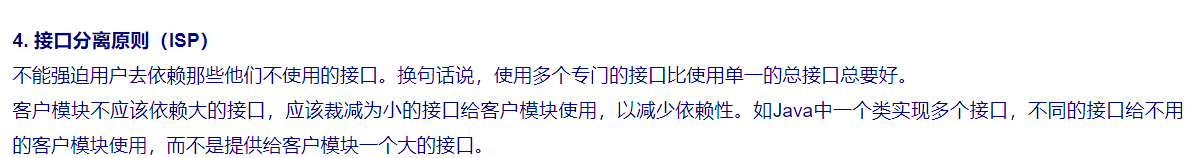 4. 接口分离原则（ISP）
不能强迫用户去依赖那些他们不使用的接口。换句话说，使用多个专门的接口比使用单一的总接口总要好。
客户模块不应该依赖大的接口，应该裁减为小的接口给客户模块使用，以减少依赖性。如Java中一个类实现多个接口，不同的接口给不用
的客户模块使用，而不是提供给客户模块一个大的接口。